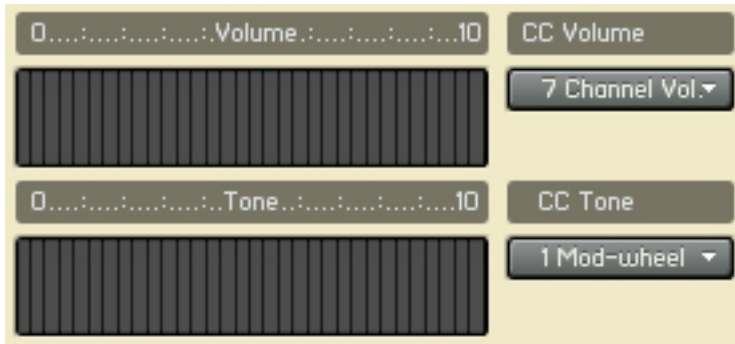 0....:....:....:....:.Volume.:....:....:....:...10
CC Volume
7 Channel Vol.
0....:....:....:....:..Tone..:....:....:....:....10
CC Tone
1 Mod-wheel